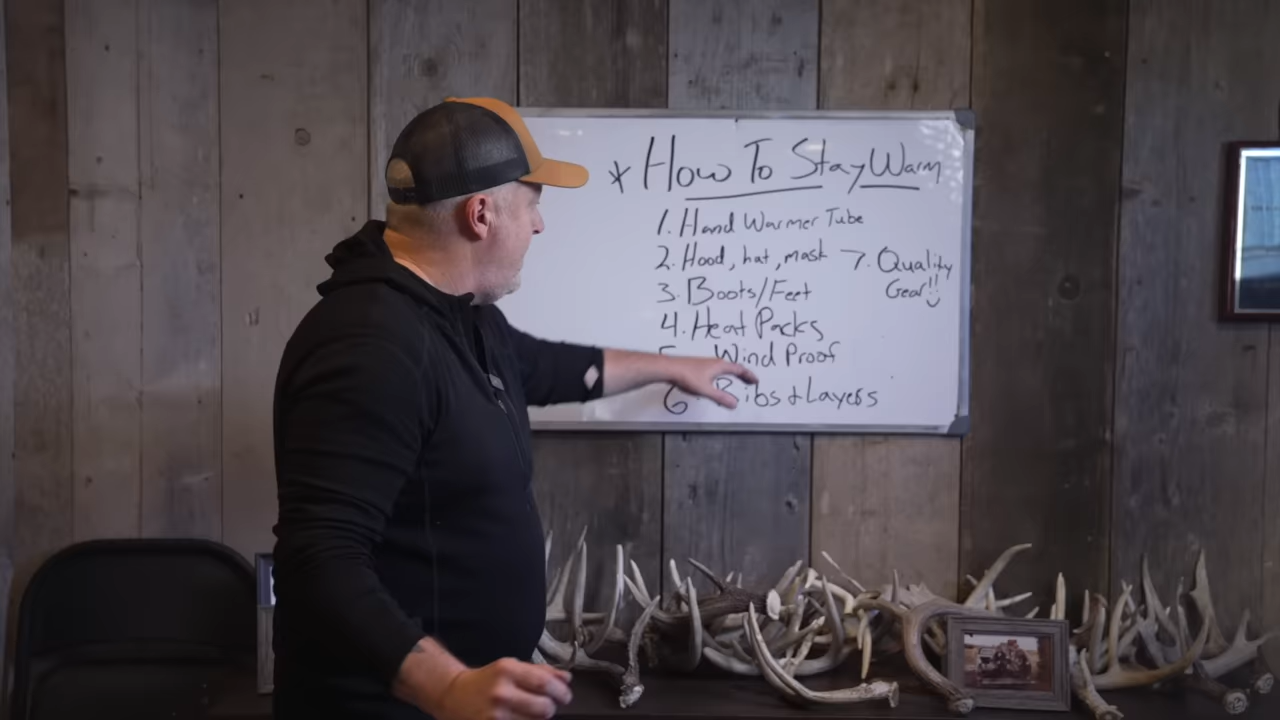 * How To Stay Warm
1. Hand Warmer Tube
2. Hood, hat, mask
3. Boots/Feet
4. Heat Packs
5. Wind Proof
6. Bibs & Layers
7. Quality
Gear!!